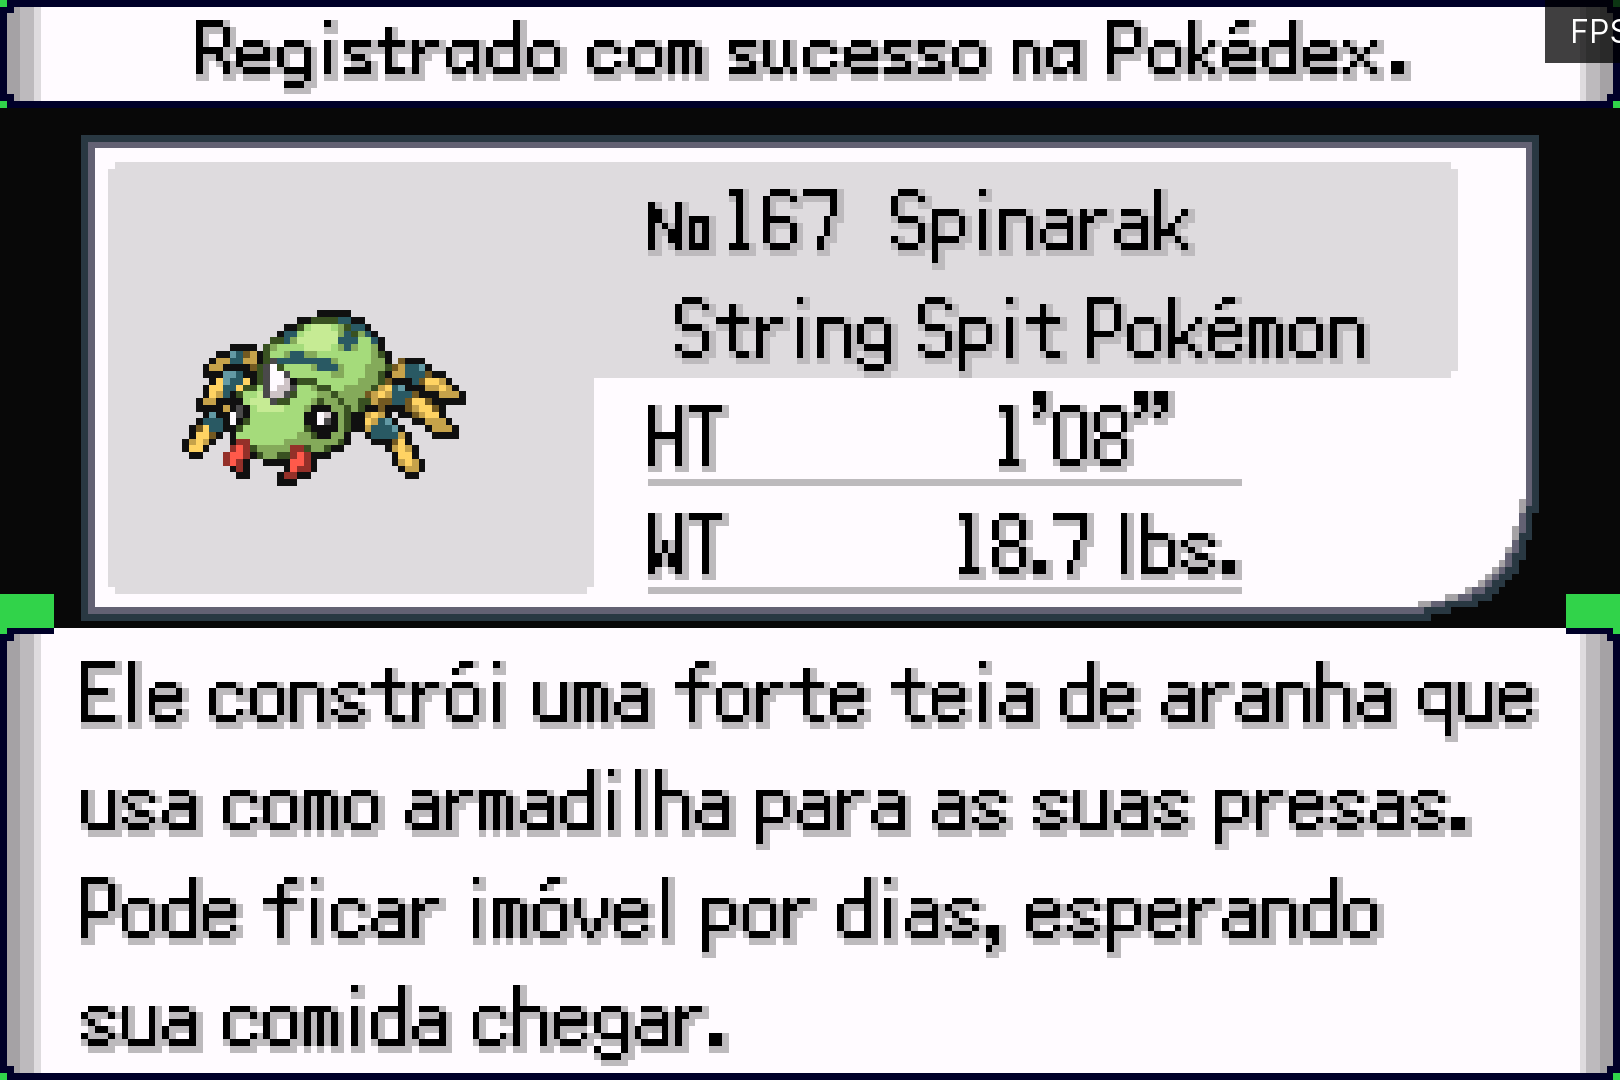 Registrado com sucesso na Pokédex.
FPS
No167 Spinarak
String Spit Pokémon
HT 1'08"
WT 18.7 lbs.
Ele constrói uma forte teia de aranha que
usa como armadilha para as suas presas.
Pode ficar imóvel por dias, esperando
sua comida chegar.